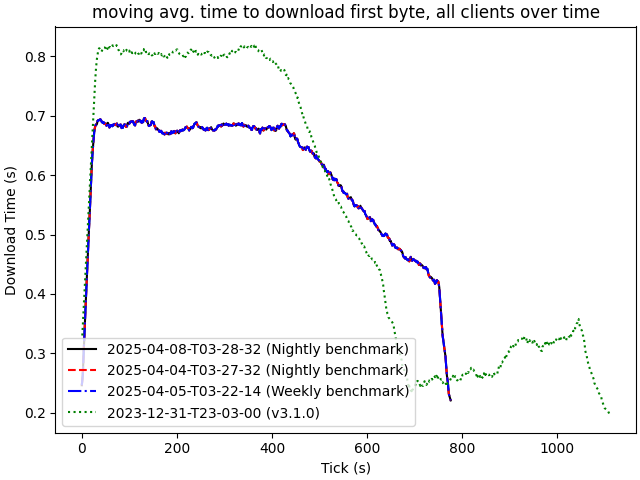 moving avg. time to download first byte, all clients over time
Download Time (s)
0.8
0.7
0.6
0.5
0.4
0.3
0.2
2025-04-08-T03-28-32 (Nightly benchmark)
2025-04-04-T03-27-32 (Nightly benchmark)
2025-04-05-T03-22-14 (Weekly benchmark)
2023-12-31-T23-03-00 (v3.1.0)
0 200 400 600 800 1000
Tick (s)